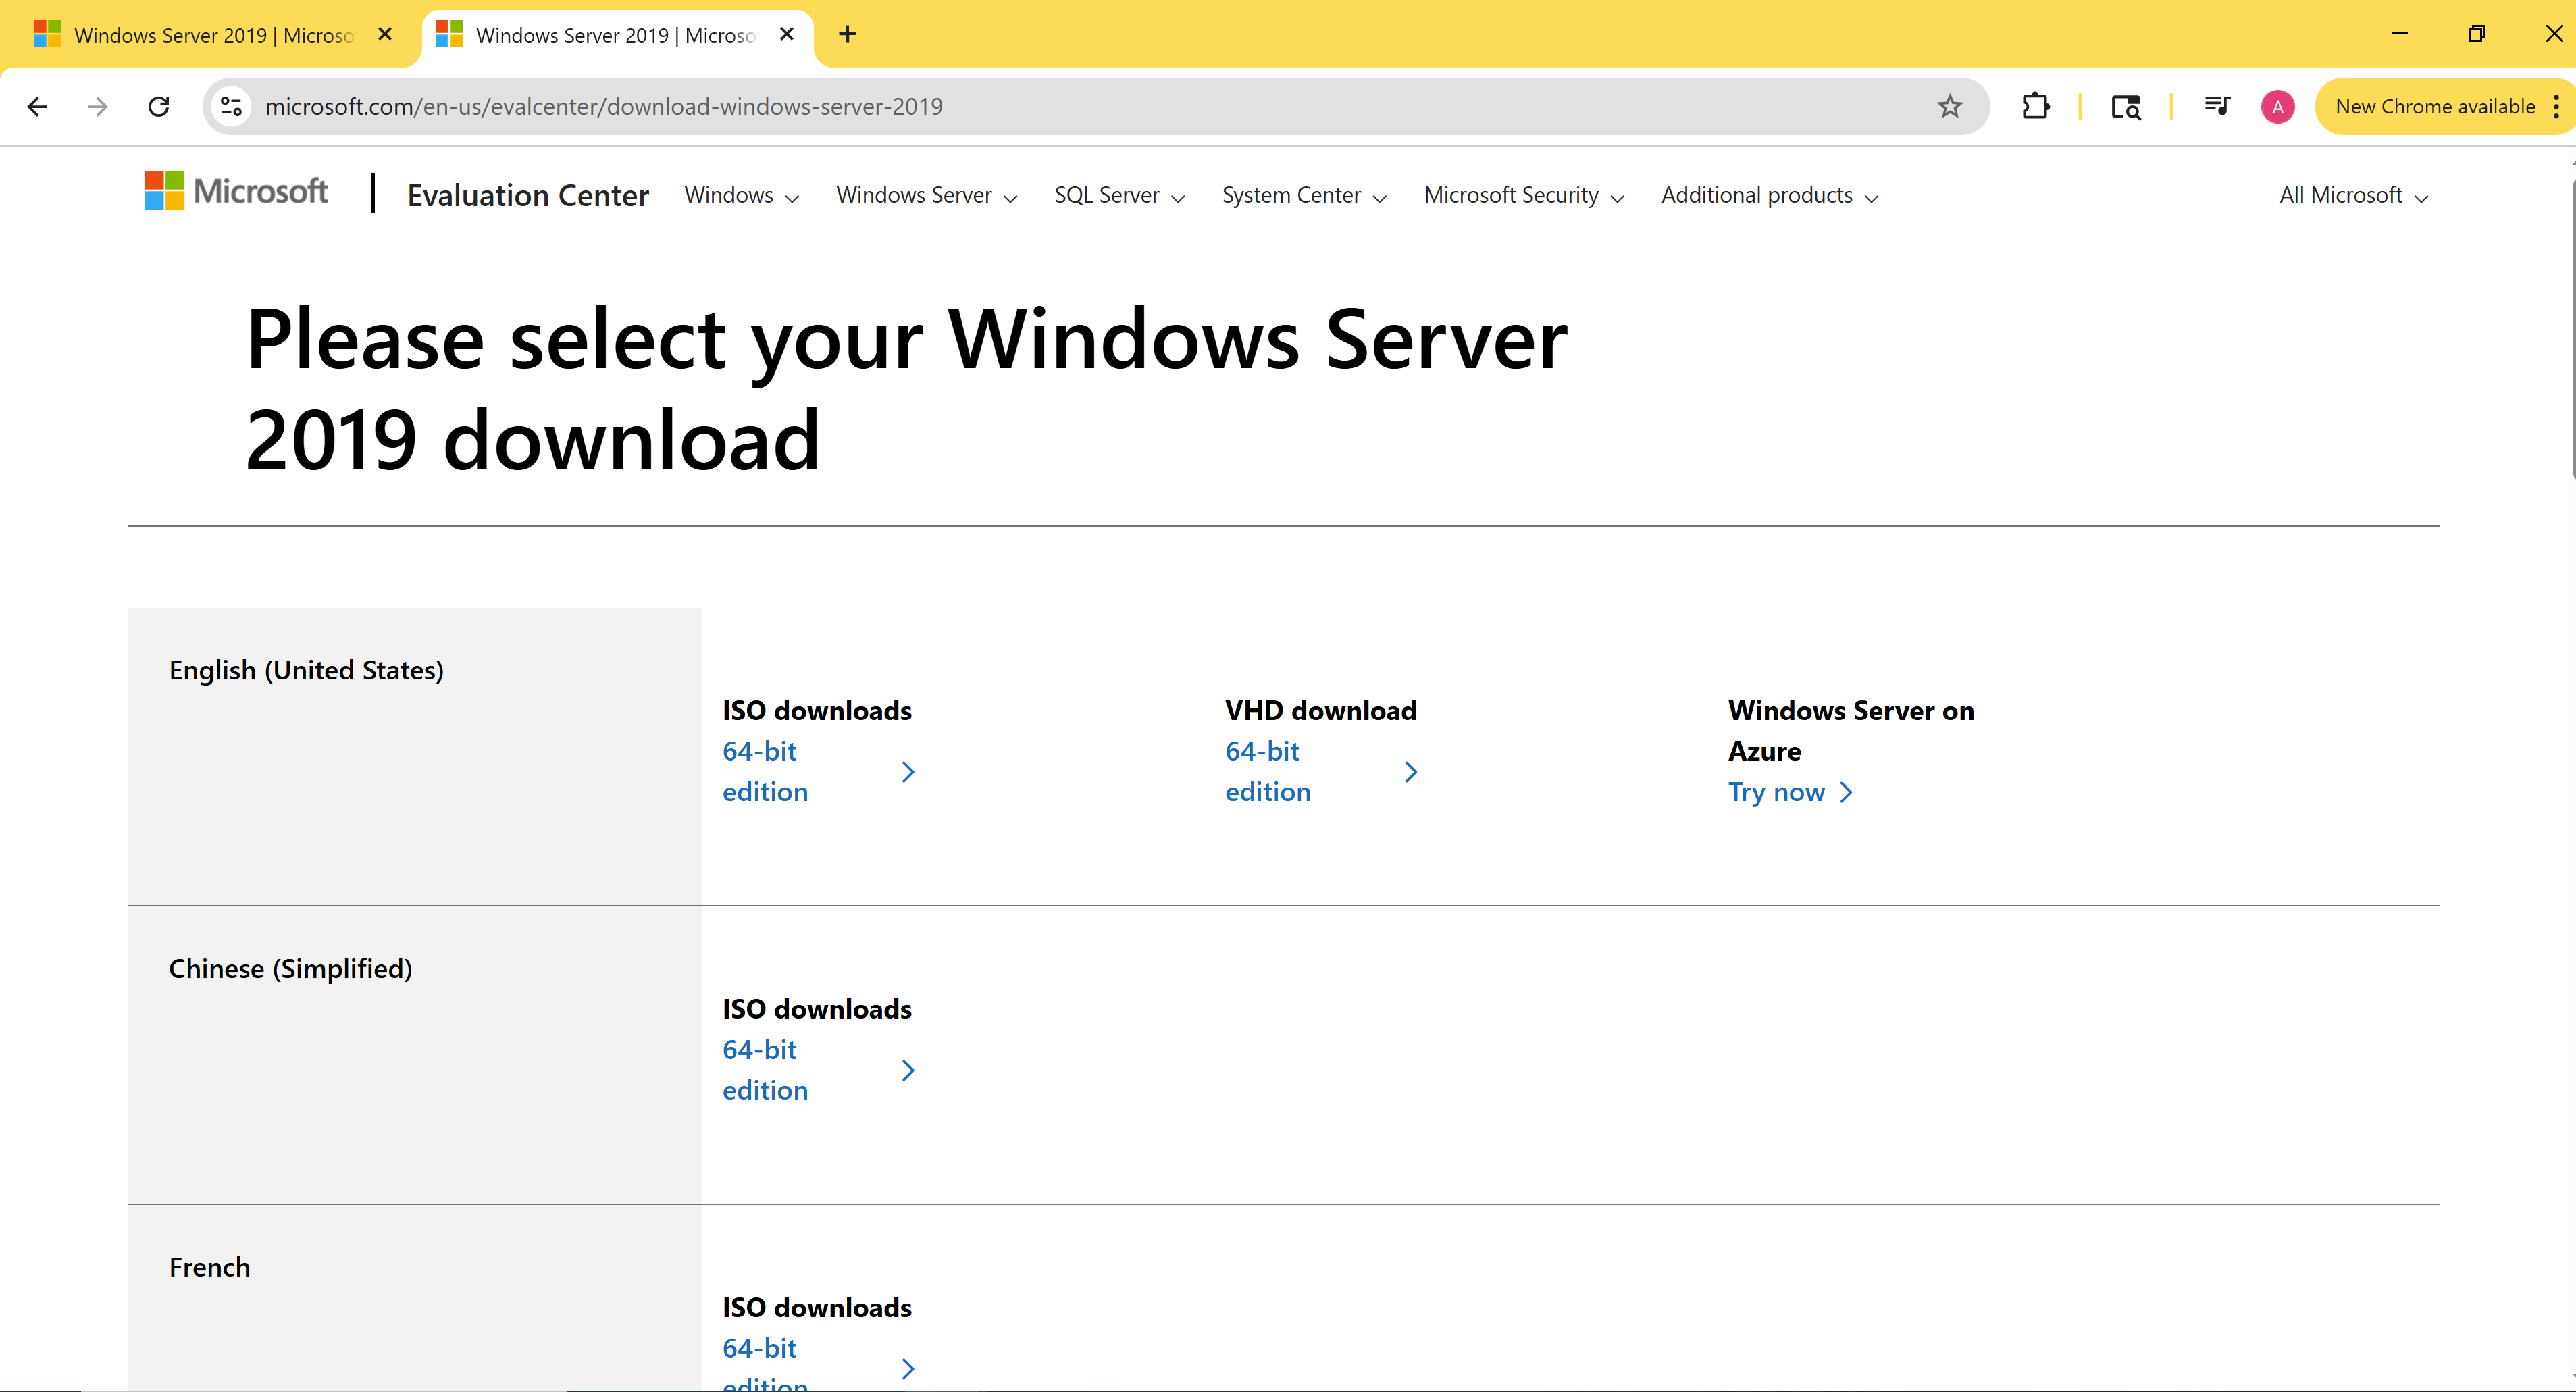 Windows Server 2019 | Microso
Windows Server 2019 | Microso
microsoft.com/en-us/evalcenter/download-windows-server-2019
A
New Chrome available
Microsoft
Evaluation Center
Windows
Windows Server
SQL Server
System Center
Microsoft Security
Additional products
All Microsoft
Please select your Windows Server
2019 download
English (United States)
ISO downloads
64-bit
edition
VHD download
64-bit
edition
Windows Server on
Azure
Try now
Chinese (Simplified)
ISO downloads
64-bit
edition
French
ISO downloads
64-bit
edition